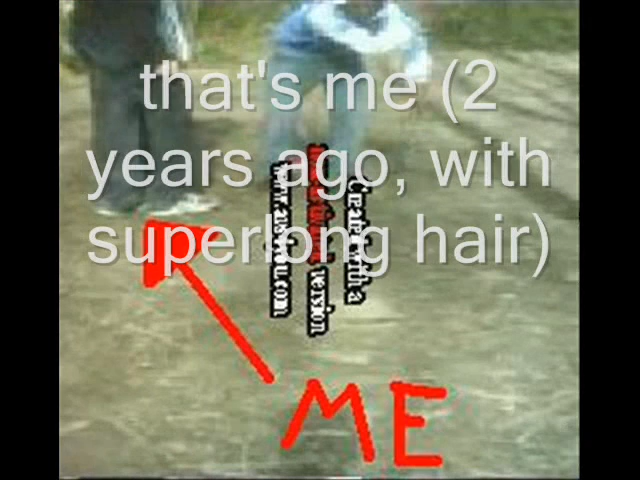 that's me (2
years ago, with
superlong hair)
Created with a
version
ME